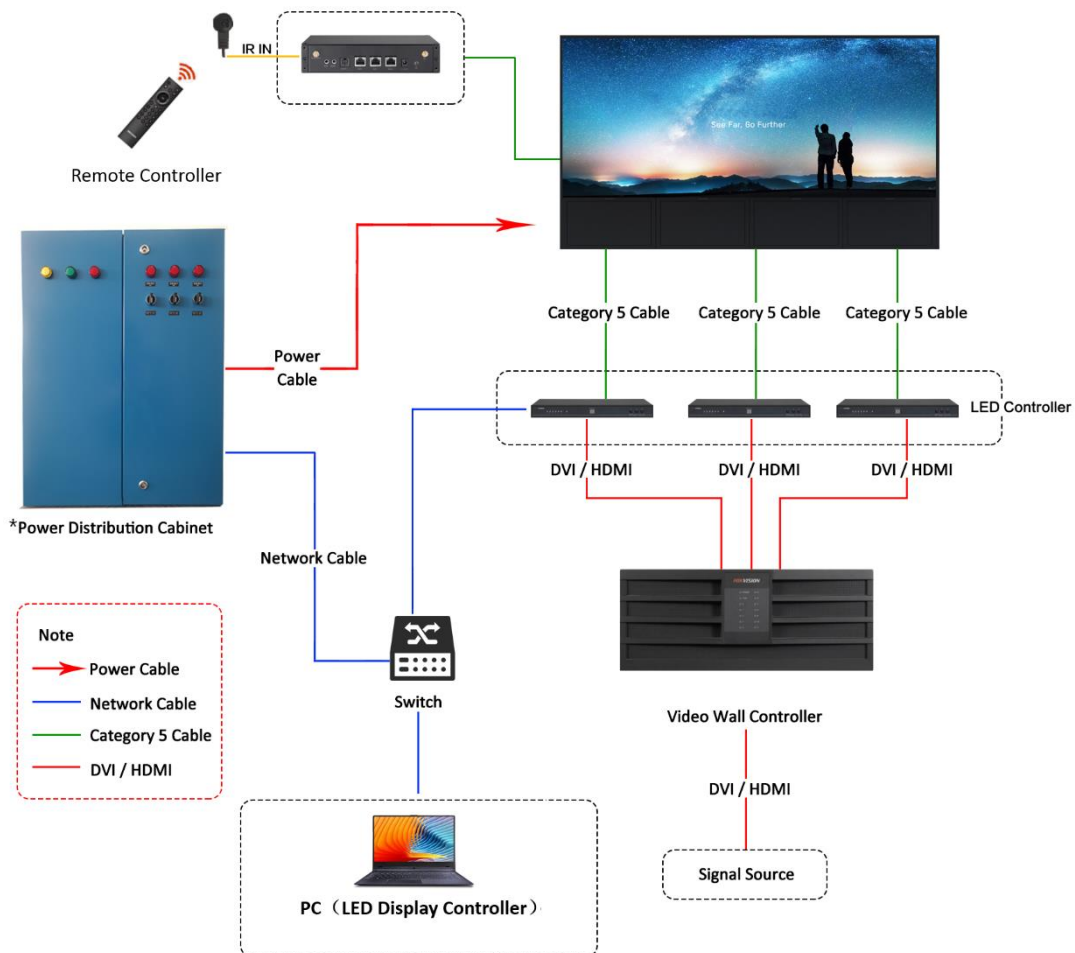 IR IN
See Far, Go Further
Remote Controller
Category 5 Cable
Category 5 Cable
Category 5 Cable
Power
Cable
LED Controller
DVI / HDMI
DVI / HDMI
DVI / HDMI
*Power Distribution Cabinet
Network Cable
HIKVISION
Note
Power Cable
Network Cable
Category 5 Cable
DVI / HDMI
Switch
Video Wall Controller
DVI / HDMI
Signal Source
PC（LED Display Controller）